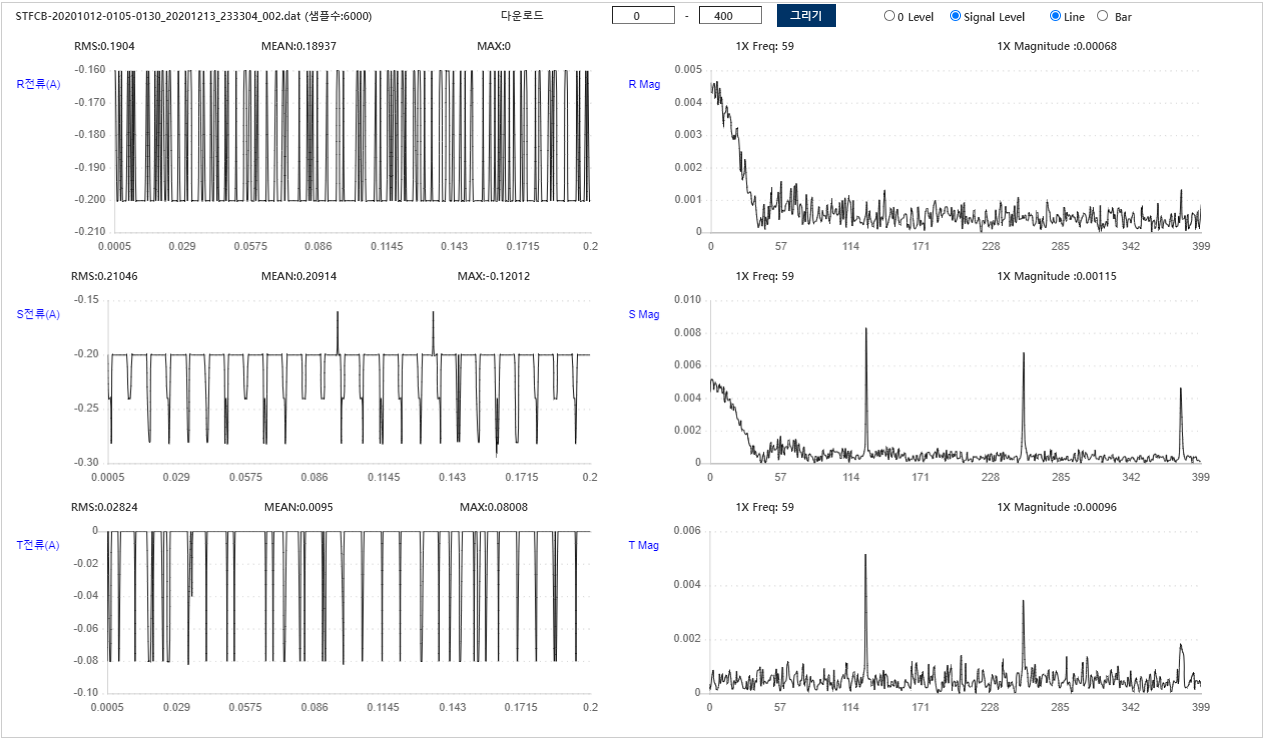 STFCB-20201012-0105-0130_20201213_233304_002.dat (샘플수:6000) 다운로드 0 - 400 그리기 0 Level Signal Level Line Bar
RMS:0.1904 MEAN:0.18937 MAX:0 1X Freq: 59 1X Magnitude :0.00068
R전류(A)
-0.160
-0.170
-0.180
-0.190
-0.200
-0.210
0.0005 0.029 0.0575 0.086 0.1145 0.143 0.1715 0.2
R Mag
0.005
0.004
0.003
0.002
0.001
0
0 57 114 171 228 285 342 399
RMS:0.21046 MEAN:0.20914 MAX:-0.12012 1X Freq: 59 1X Magnitude :0.00115
S전류(A)
-0.15
-0.20
-0.25
-0.30
0.0005 0.029 0.0575 0.086 0.1145 0.143 0.1715 0.2
S Mag
0.010
0.008
0.006
0.004
0.002
0
0 57 114 171 228 285 342 399
RMS:0.02824 MEAN:0.0095 MAX:0.08008 1X Freq: 59 1X Magnitude :0.00096
T전류(A)
0
-0.02
-0.04
-0.06
-0.08
-0.10
0.0005 0.029 0.0575 0.086 0.1145 0.143 0.1715 0.2
T Mag
0.006
0.004
0.002
0
0 57 114 171 228 285 342 399